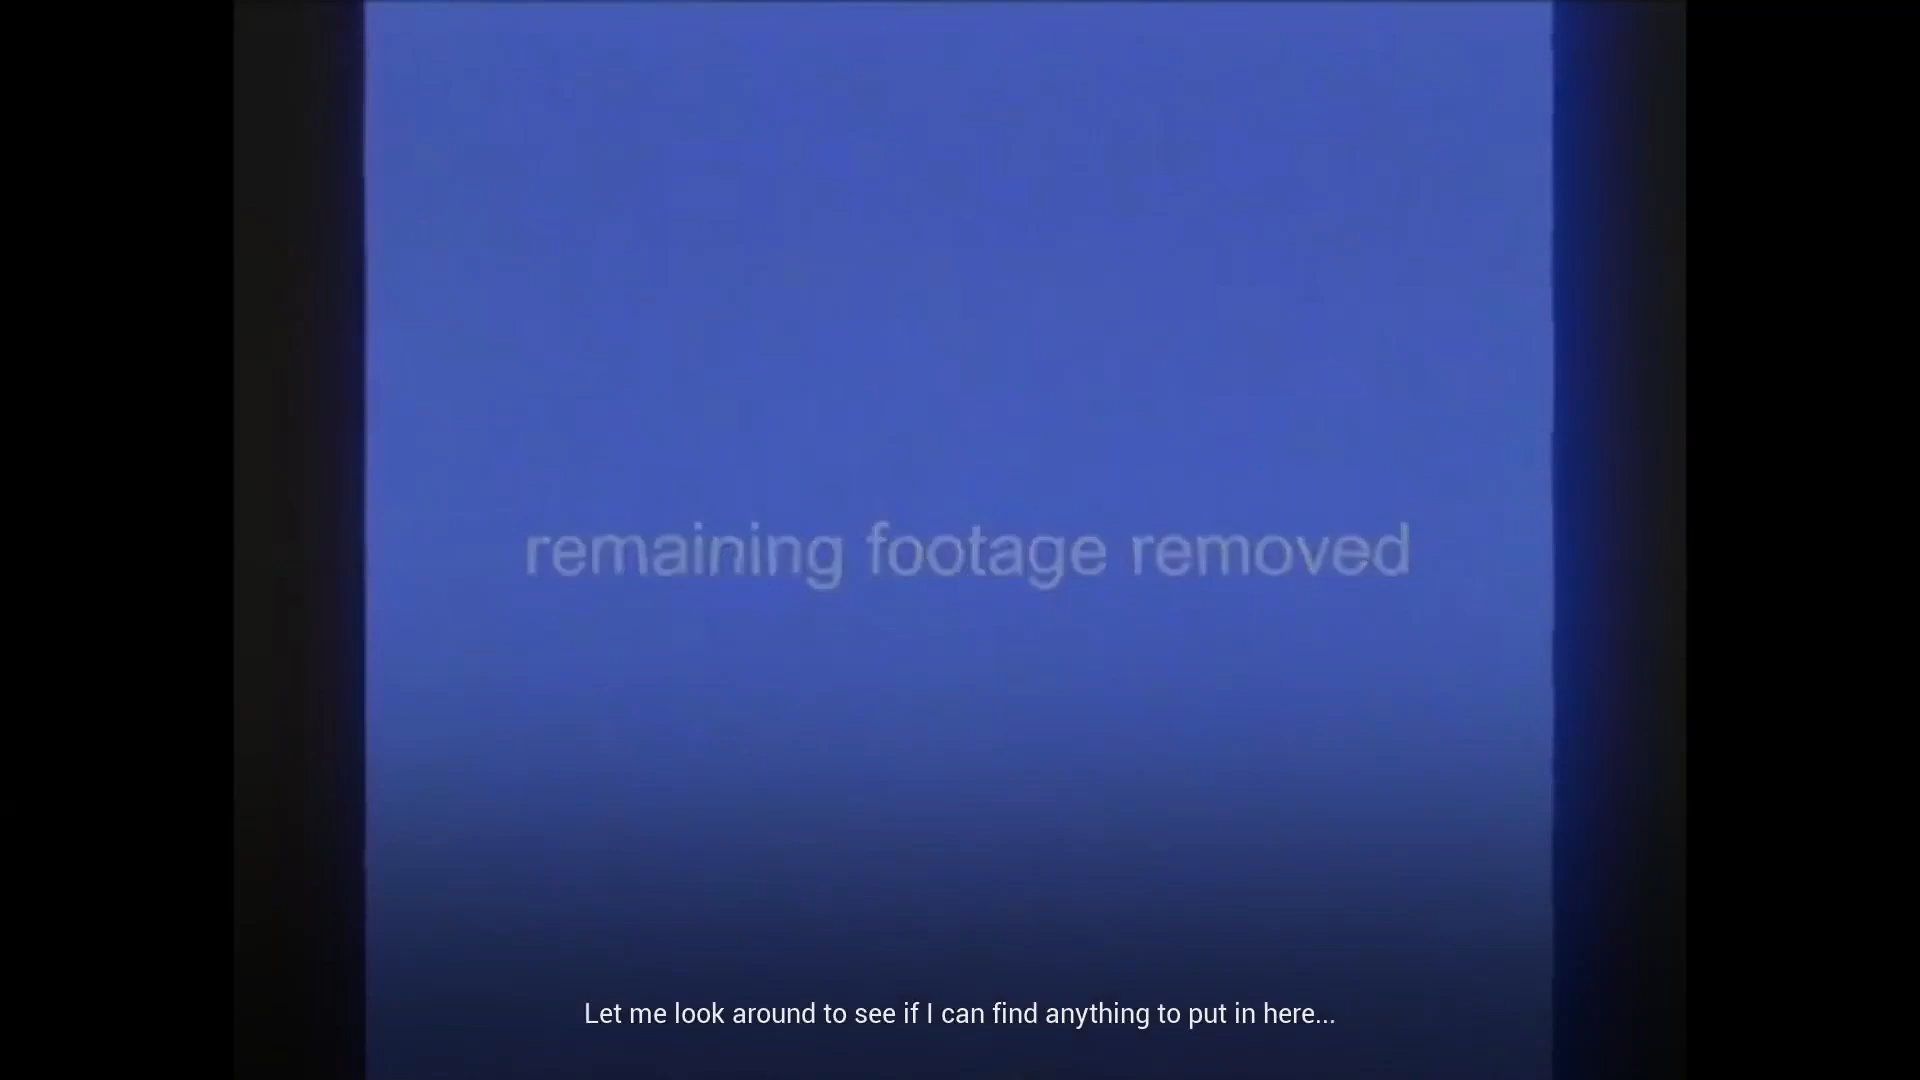 remaining footage removed
Let me look around to see if I can find anything to put in here...